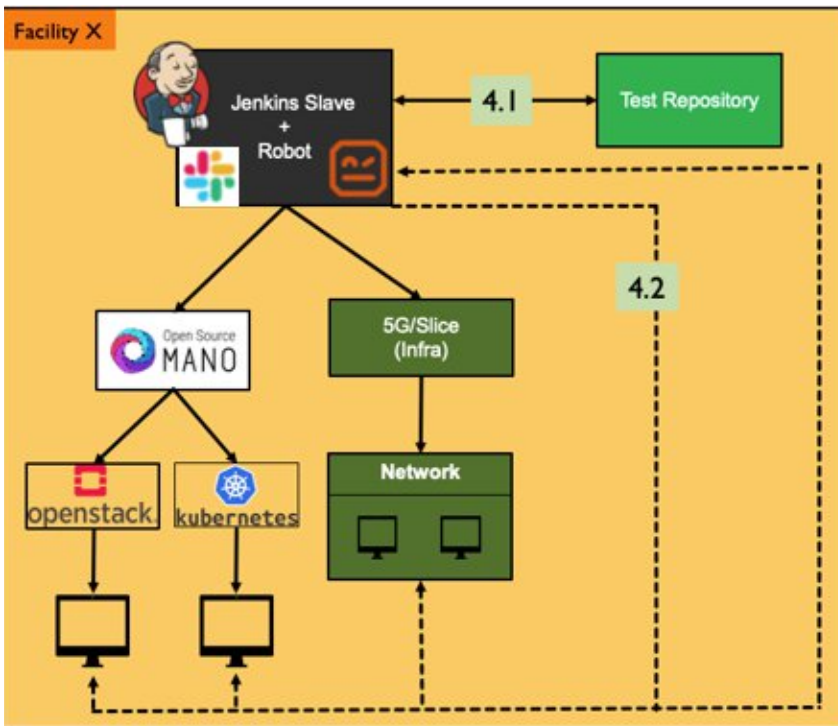 Facility X
Jenkins Slave
+
Robot
4.1
Test Repository
4.2
Open Source
MANO
5G/Slice
(Infra)
openstack.
kubernetes
Network